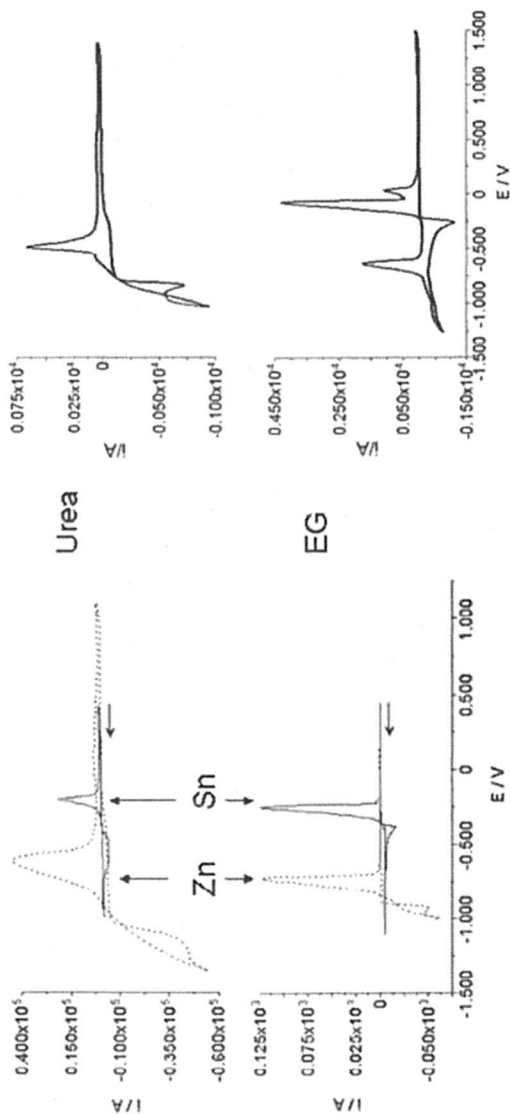 0.400x10⁵
0.150x10⁵
-0.100x10⁵
-0.350x10⁵
-0.600x10⁵
I / A
Urea
0.075x10⁴
0.025x10⁴
0
-0.050x10⁴
-0.100x10⁴
i/A
Zn
Sn
0.125x10³
0.075x10³
0.025x10³
0
-0.050x10³
I / A
-1.500 -1.000 -0.500 0 0.500 1.000
E / V
EG
0.450x10⁴
0.250x10⁴
0.050x10⁴
-0.150x10⁴
i/A
-1.500 -1.000 -0.500 0 0.500 1.000 1.500
E / V